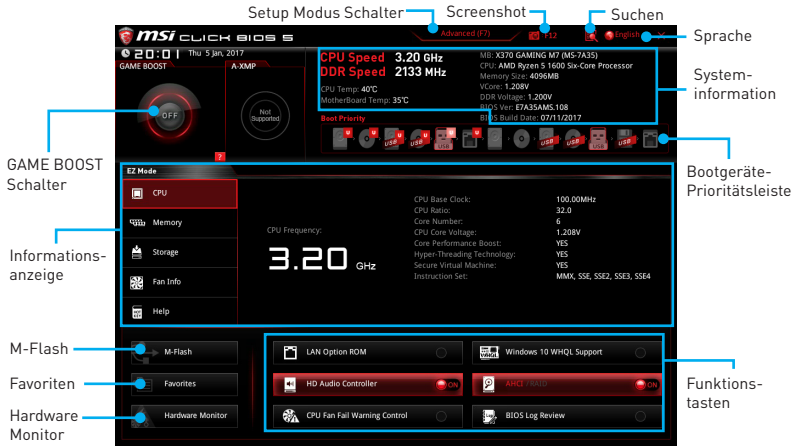 Setup Modus Schalter
Screenshot
Suchen
Sprache
msi CLICK BIOS 5
Advanced (F7)
F12
English
X
20:01 Thu 5 Jan, 2017
GAME BOOST
A-XMP
OFF
Not Supported
?
CPU Speed 3.20 GHz
DDR Speed 2133 MHz
CPU Temp: 40°C
MotherBoard Temp: 35°C
MB: X370 GAMING M7 (MS-7A35)
CPU: AMD Ryzen 5 1600 Six-Core Processor
Memory Size: 4096MB
VCore: 1.208V
DDR Voltage: 1.200V
BIOS Ver: E7A35AMS.108
BIOS Build Date: 07/11/2017
Boot Priority
U U U U U U
USB USB USB USB USB USB USB
System-
information
GAME BOOST
Schalter
Bootgeräte-
Prioritätsleiste
EZ Mode
CPU
Memory
Storage
Fan Info
Help
CPU Frequency:
3.20 GHz
CPU Base Clock: 100.00MHz
CPU Ratio: 32.0
Core Number: 6
CPU Core Voltage: 1.208V
Core Performance Boost: YES
Hyper-Threading Technology: YES
Secure Virtual Machine: YES
Instruction Set: MMX, SSE, SSE2, SSE3, SSE4
Informations-
anzeige
M-Flash
Favoriten
Hardware
Monitor
M-Flash
Favorites
Hardware Monitor
LAN Option ROM
Windows 10 WHQL Support
HD Audio Controller ON
AHCI /RAID ON
CPU Fan Fail Warning Control
BIOS Log Review
Funktions-
tasten